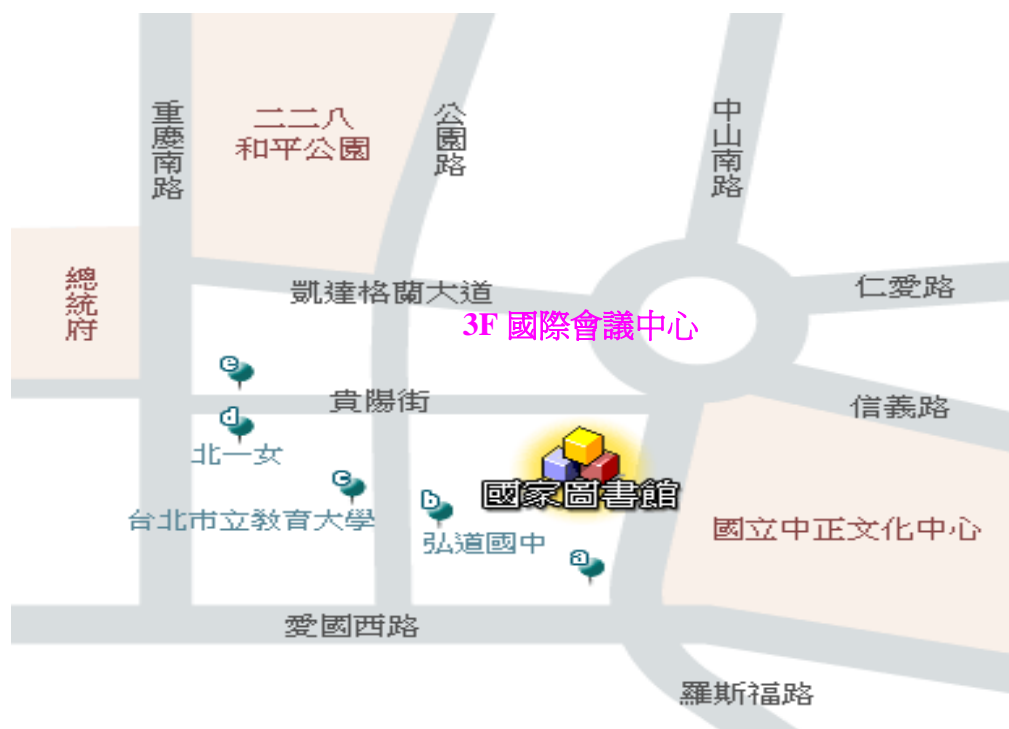 重慶南路
二二八
和平公園
公園路
中山南路
總統府
凱達格蘭大道
仁愛路
3F 國際會議中心
e
貴陽街
信義路
d
北一女
c
台北市立教育大學
b
國家圖書館
弘道國中
國立中正文化中心
a
愛國西路
羅斯福路